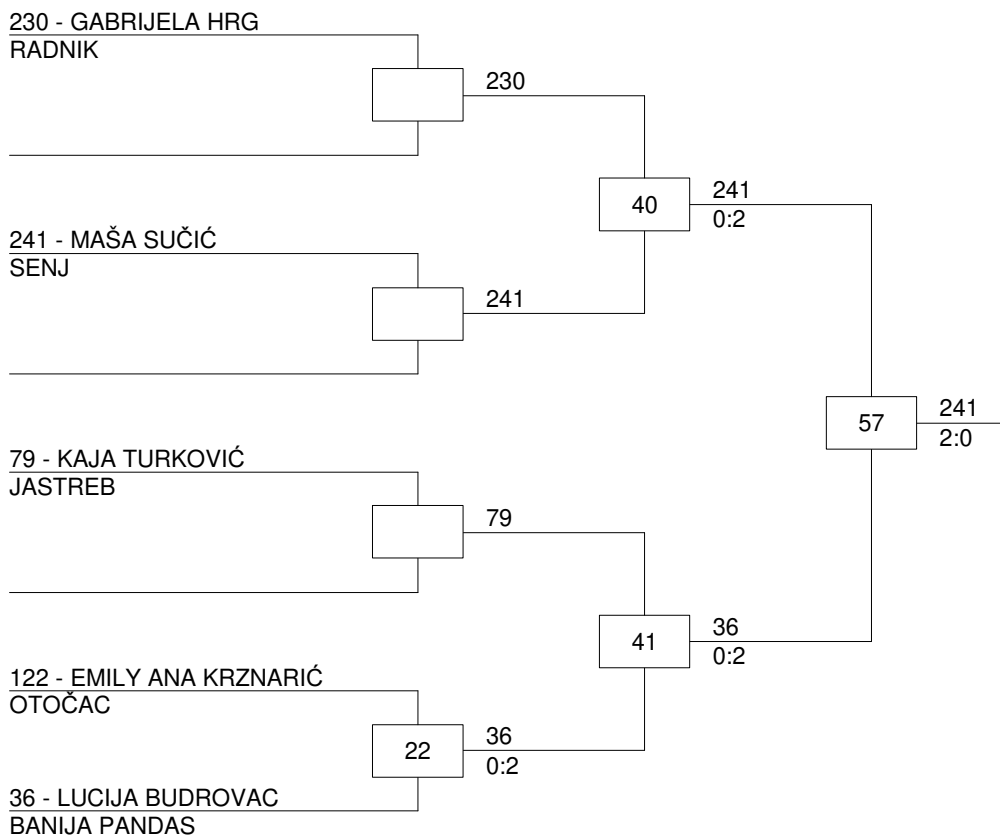 230 - GABRIJELA HRG
RADNIK
230
40
241
0:2
241 - MAŠA SUČIĆ
SENJ
241
57
241
2:0
79 - KAJA TURKOVIĆ
JASTREB
79
41
36
0:2
122 - EMILY ANA KRZNARIĆ
OTOČAC
22
36
0:2
36 - LUCIJA BUDROVAC
BANIJA PANDAS